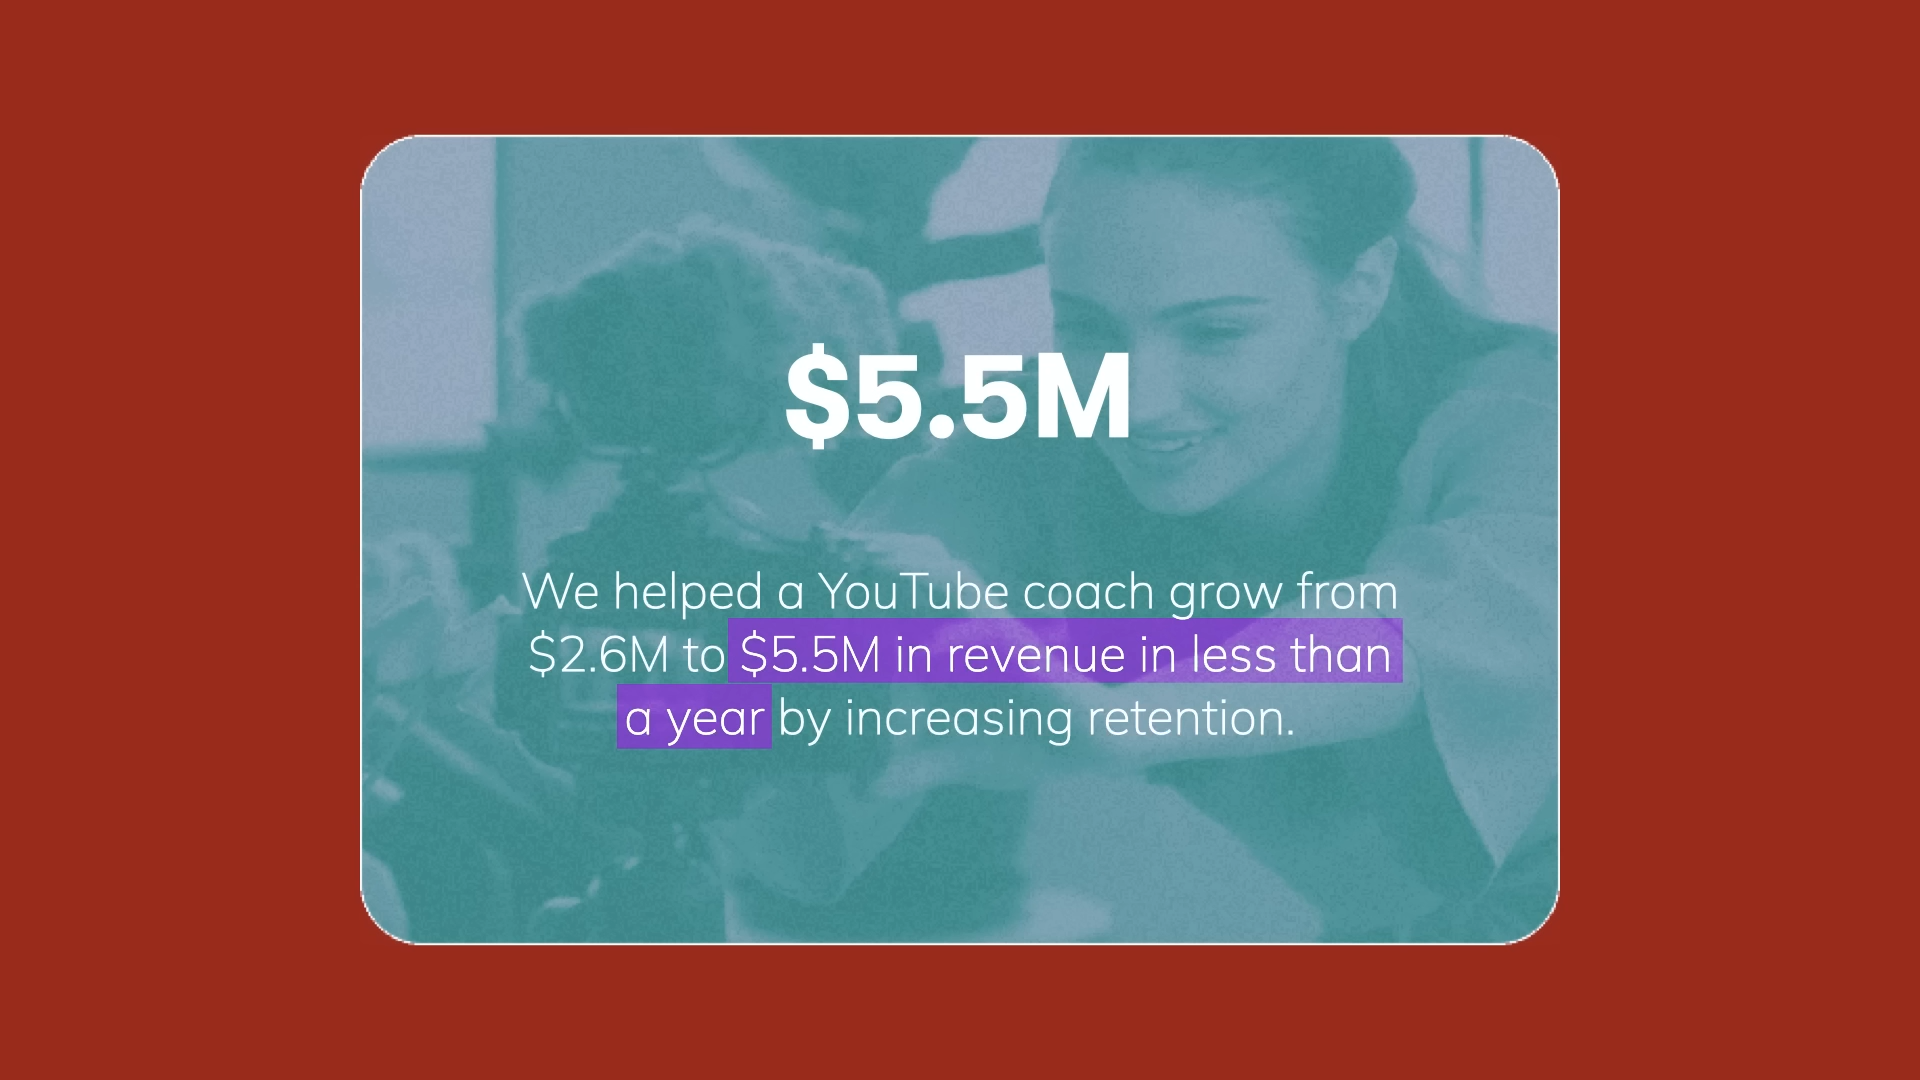 $5.5M
We helped a YouTube coach grow from
$2.6M to $5.5M in revenue in less than
a year by increasing retention.